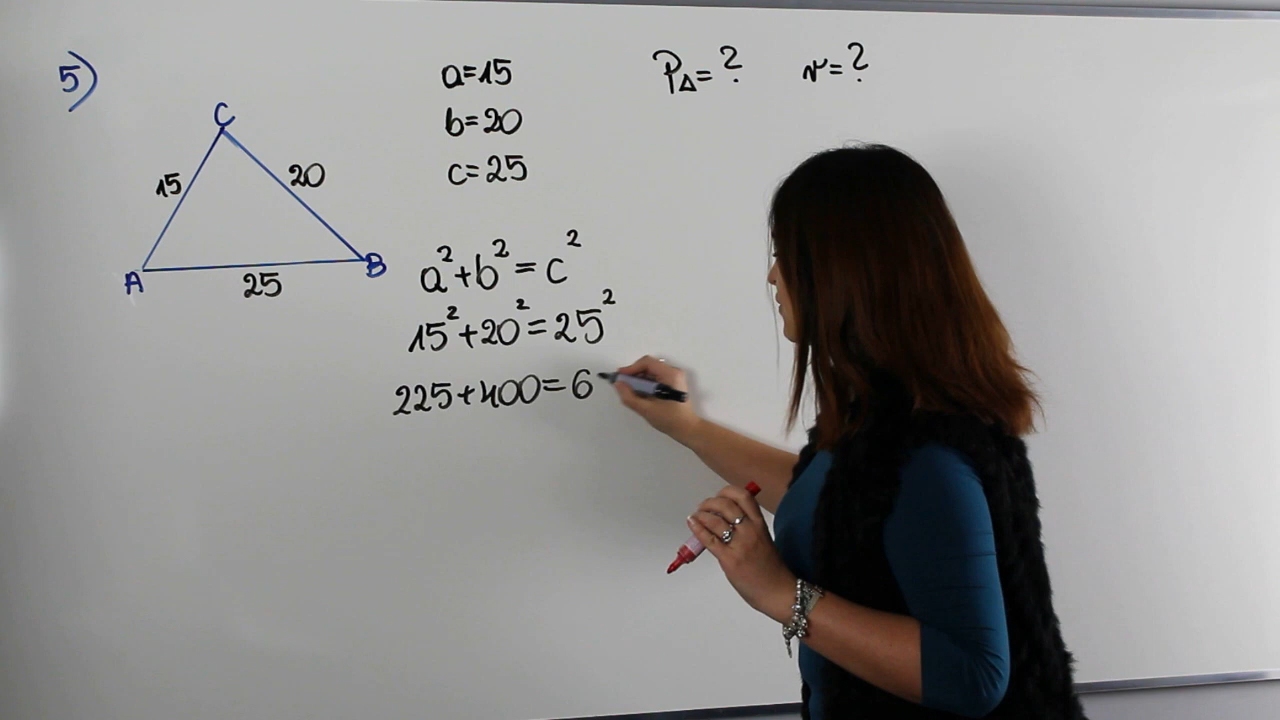 5)
C
15
20
A
25
B
a=15
b=20
c=25
P△=?
r=?
a²+b²=c²
15²+20²=25²
225+400=6